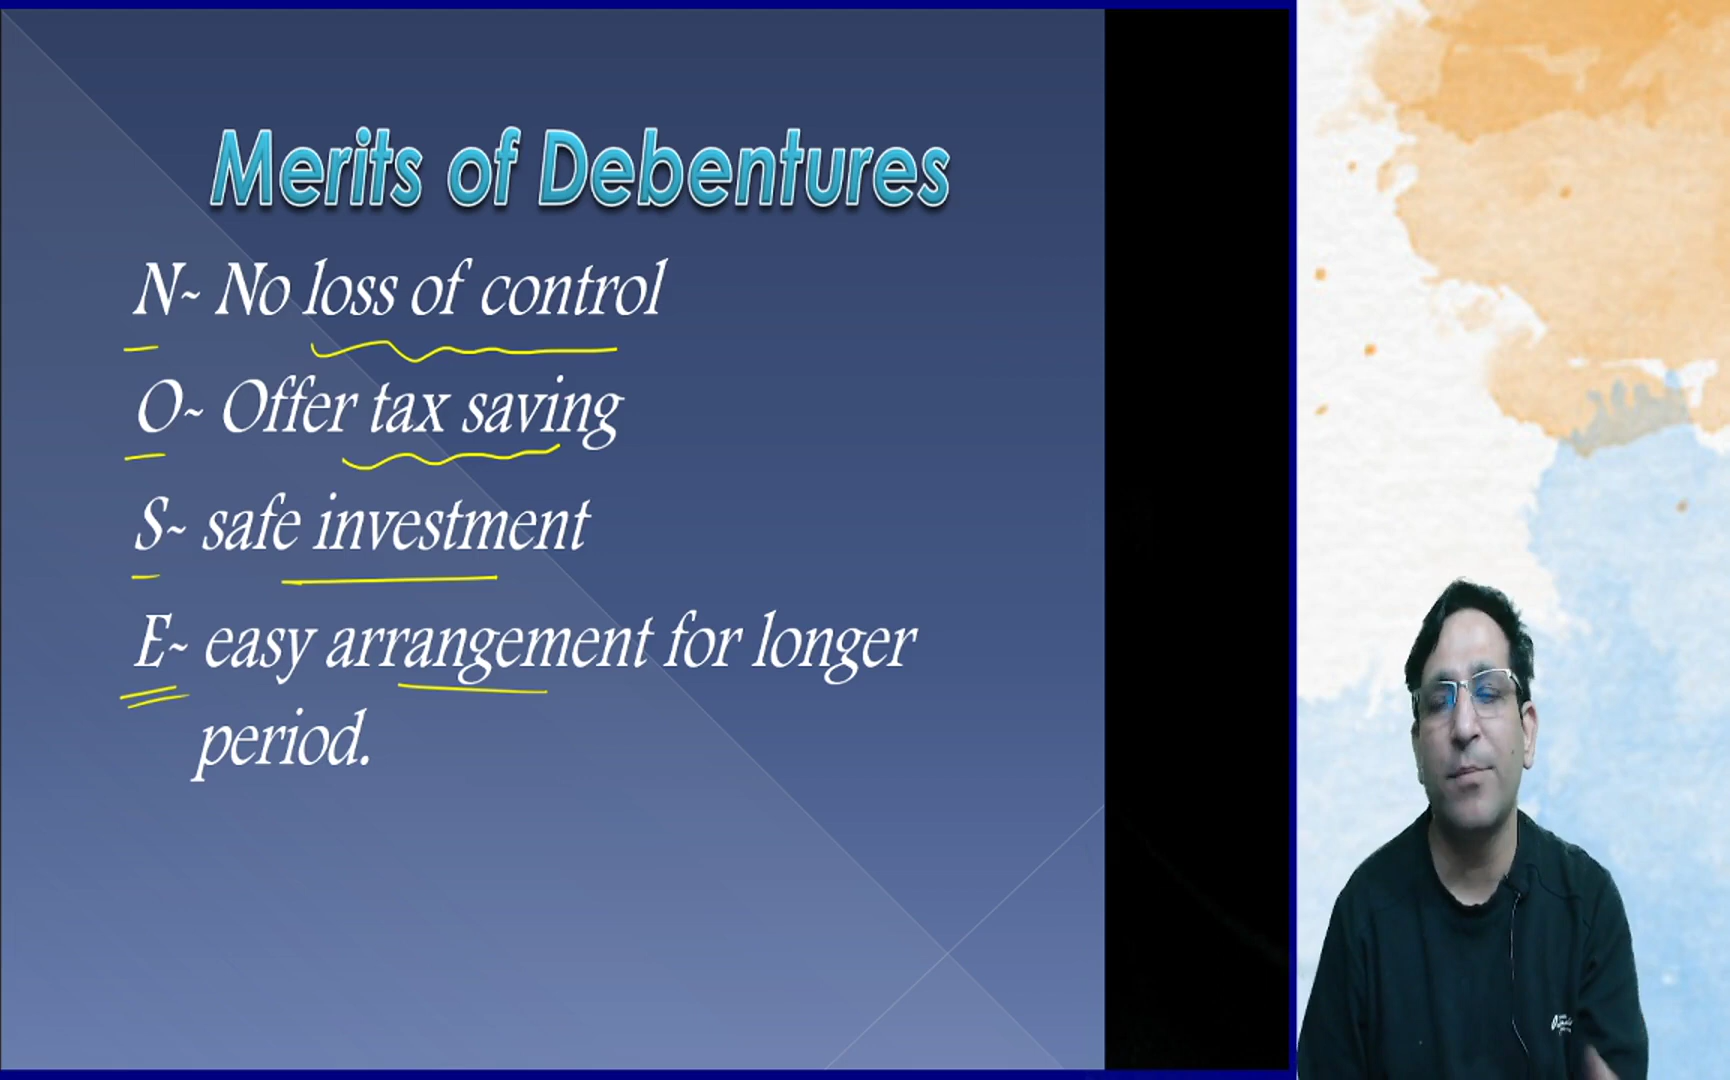 Merits of Debentures
N- No loss of control
O- Offer tax saving
S- safe investment
E- easy arrangement for longer
period.